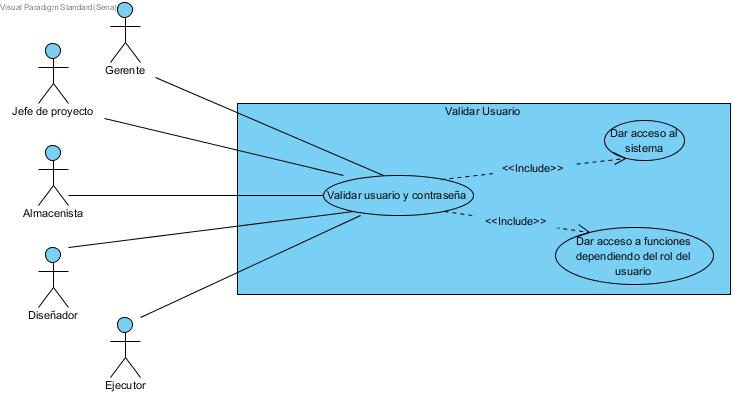 Visual Paradigm Standard(Sena)
Gerente
Jefe de proyecto
Almacenista
Diseñador
Ejecutor
Validar Usuario
Validar usuario y contraseña
<<Include>>
Dar acceso al
sistema
<<Include>>
Dar acceso a funciones
dependiendo del rol del
usuario